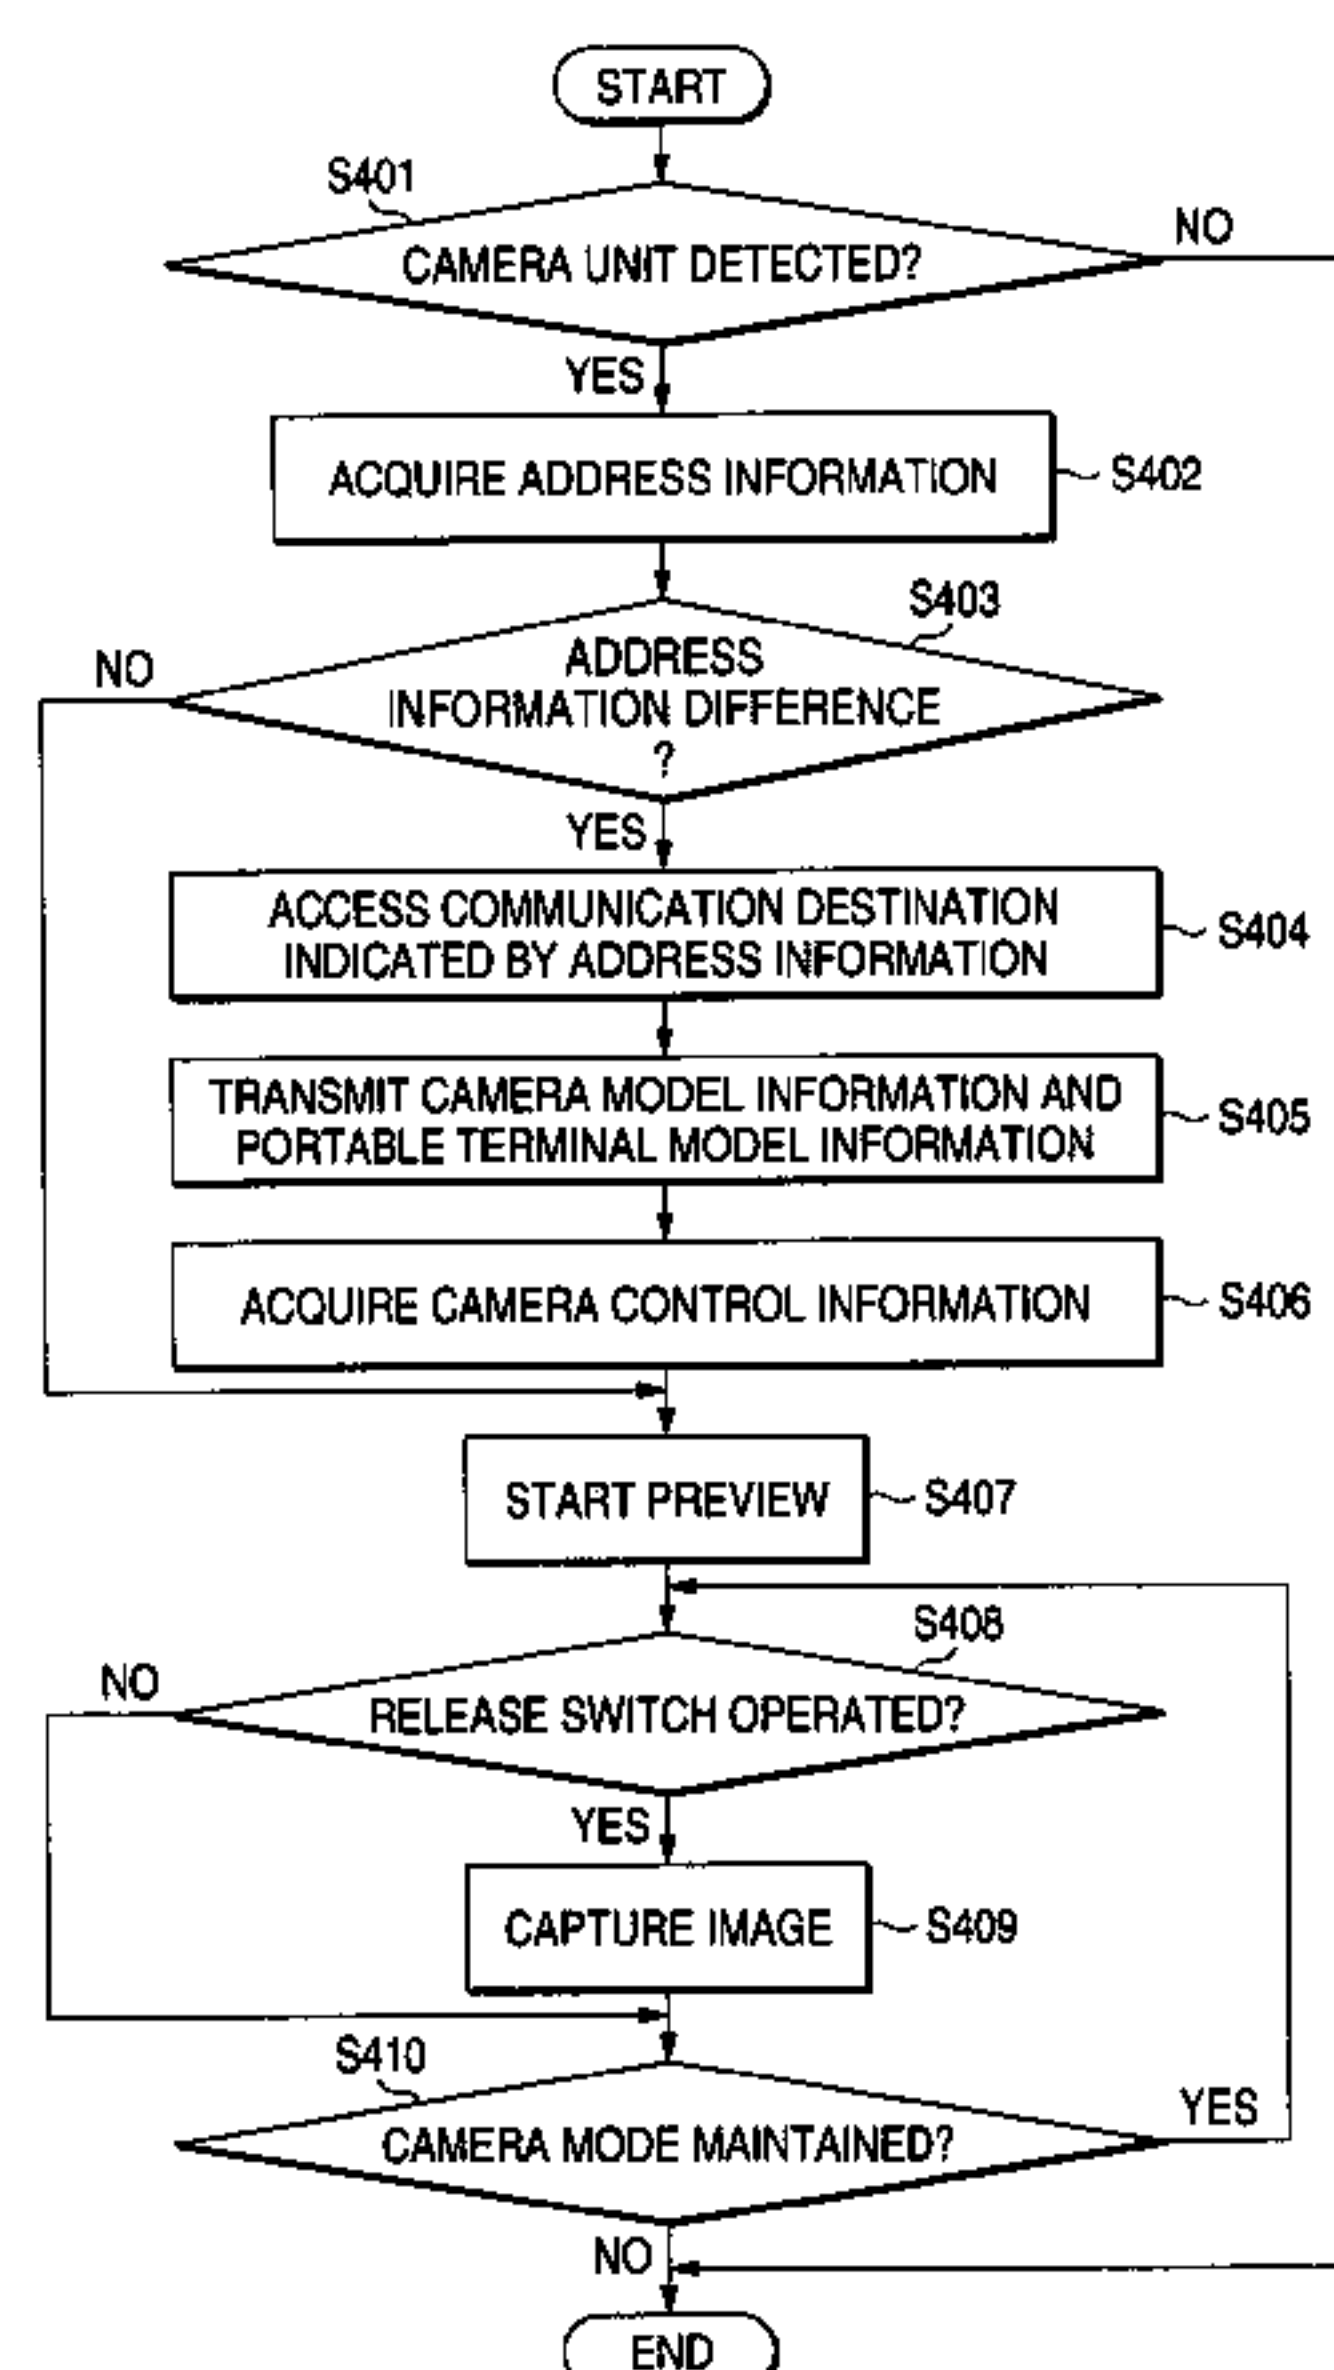 START
S401
CAMERA UNIT DETECTED?
NO
YES
ACQUIRE ADDRESS INFORMATION
S402
S403
ADDRESS
INFORMATION DIFFERENCE
?
NO
YES
ACCESS COMMUNICATION DESTINATION
INDICATED BY ADDRESS INFORMATION
S404
TRANSMIT CAMERA MODEL INFORMATION AND
PORTABLE TERMINAL MODEL INFORMATION
S405
ACQUIRE CAMERA CONTROL INFORMATION
S406
START PREVIEW
S407
S408
RELEASE SWITCH OPERATED?
NO
YES
CAPTURE IMAGE
S409
S410
CAMERA MODE MAINTAINED?
YES
NO
END